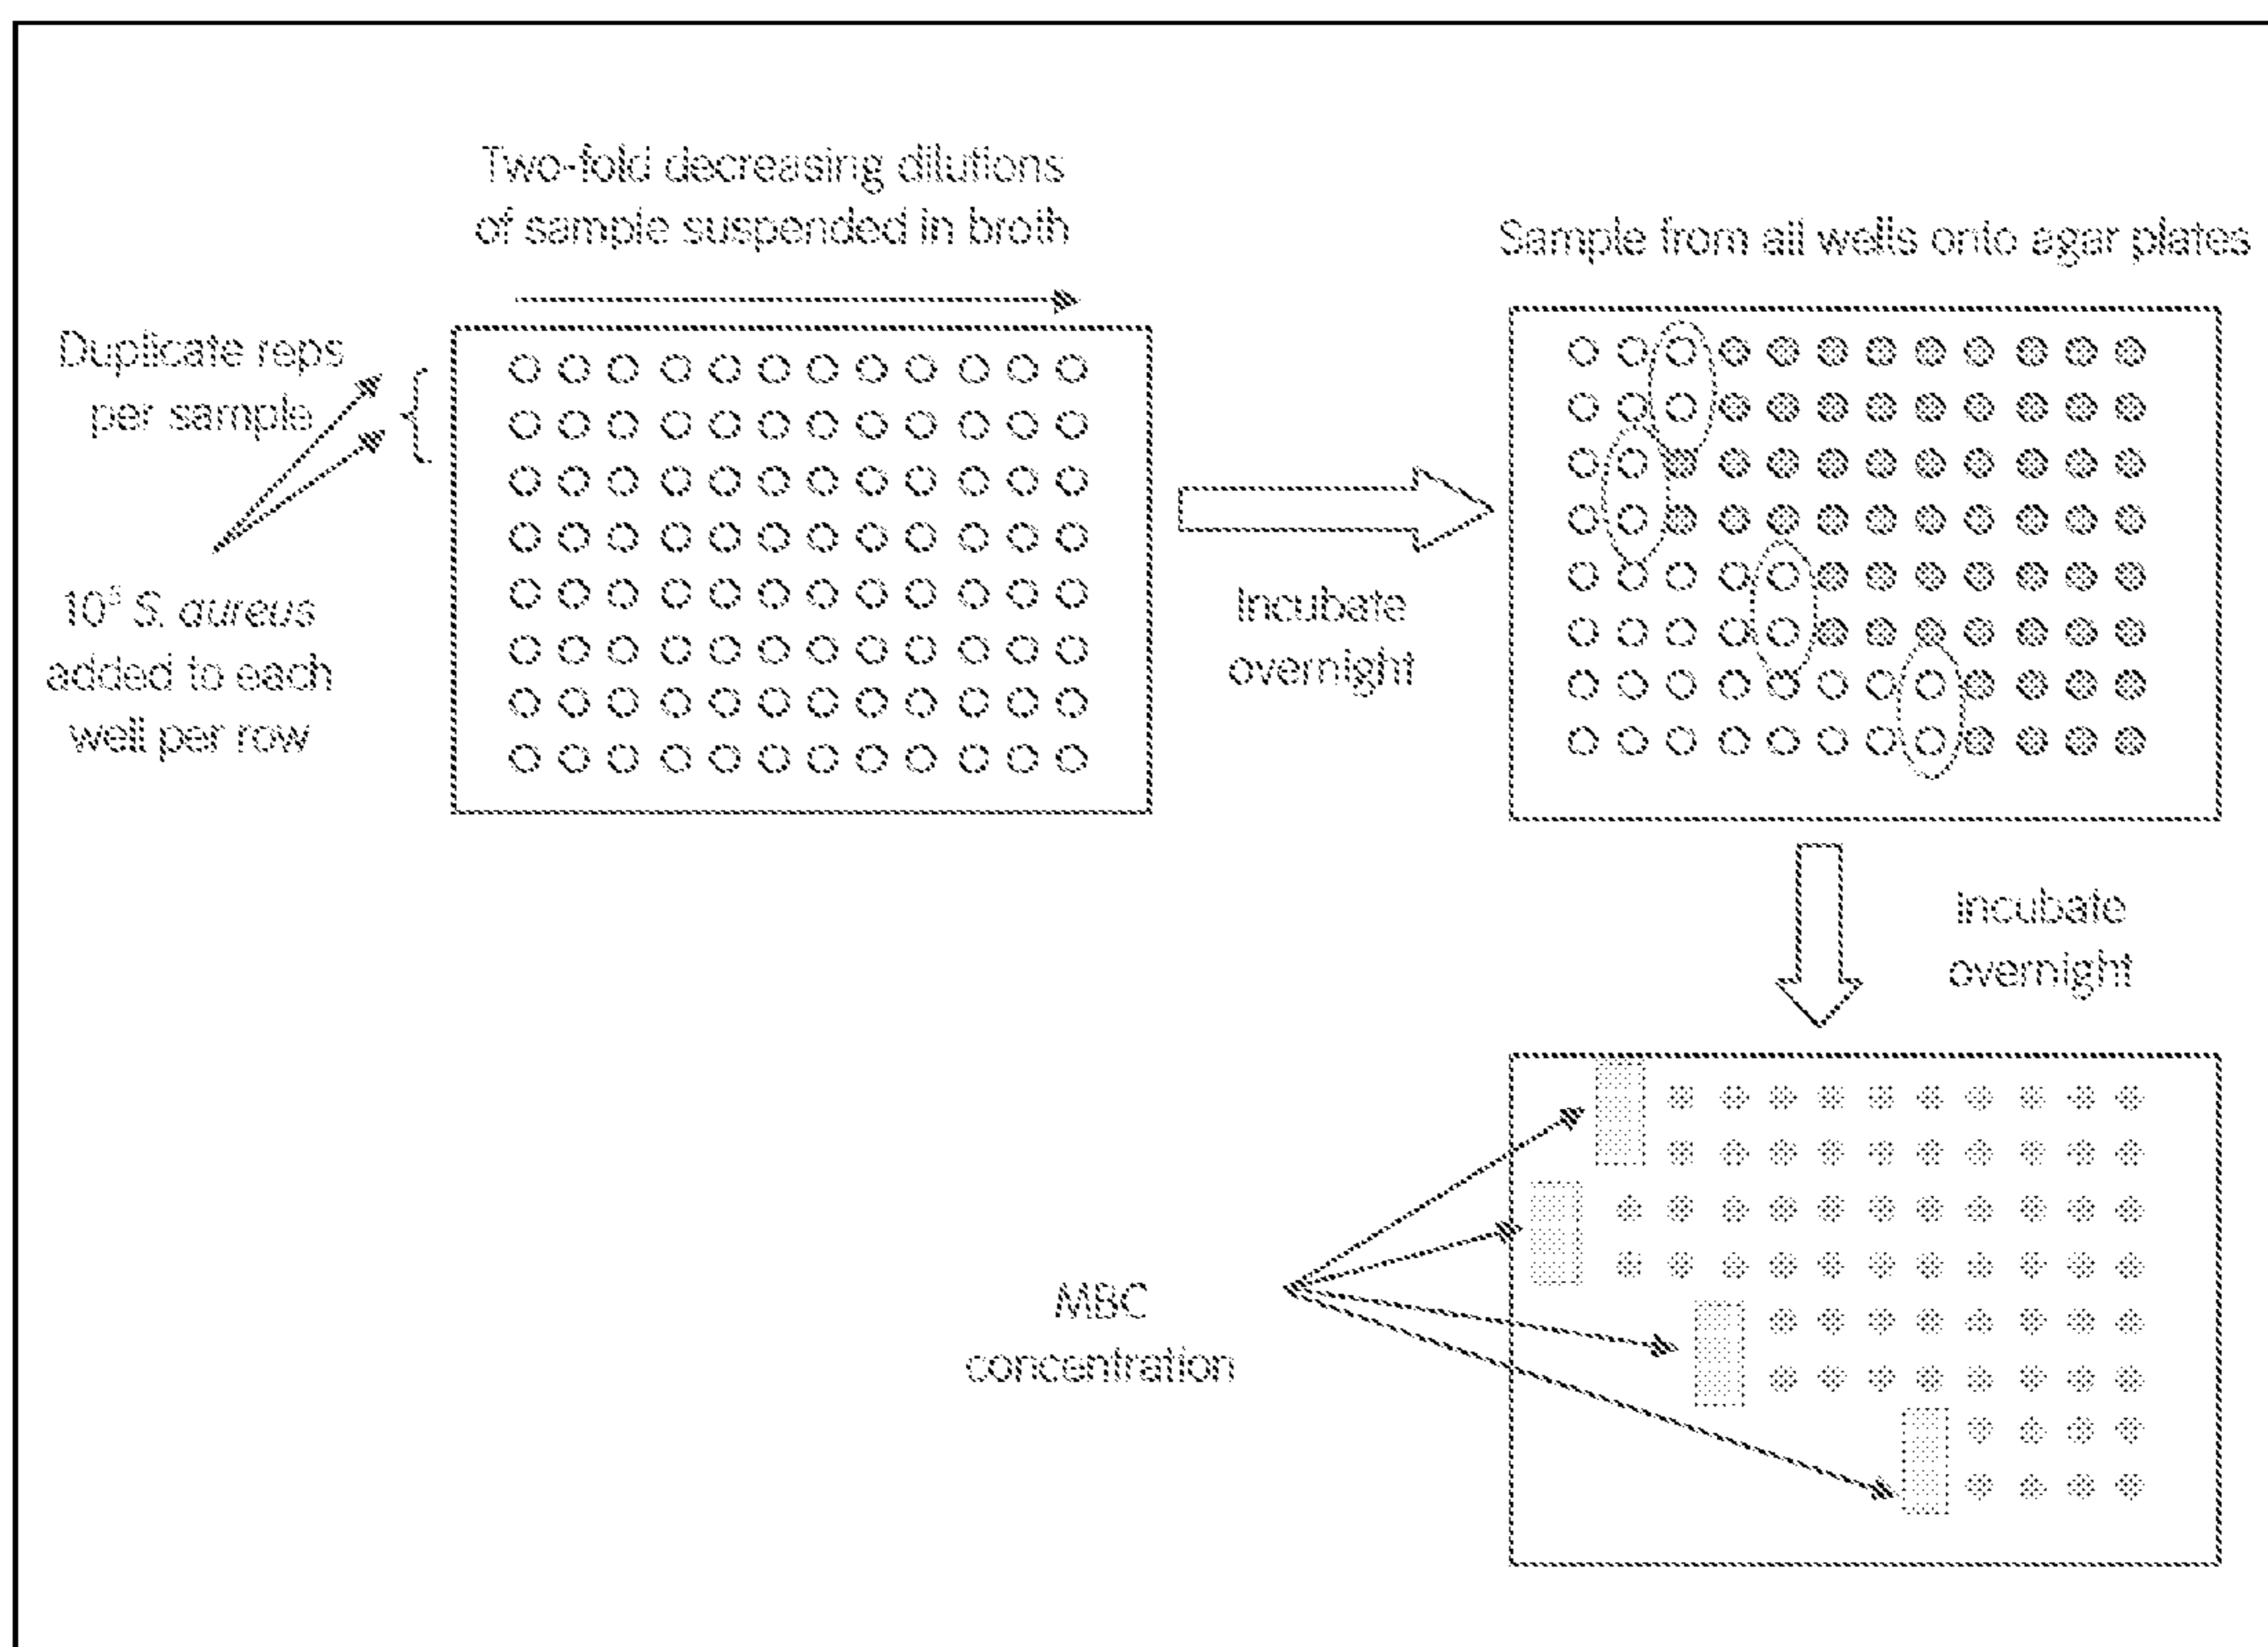 Two-fold decreasing dilutions
of sample suspended in broth
Sample from all wells onto agar plates
Duplicate reps
per sample
10⁵ S. aureus
added to each
well per row
Incubate
overnight
Incubate
overnight
MBC
concentration